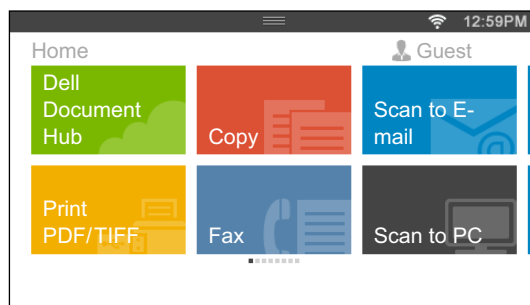 12:59PM
Home
Guest
Dell
Document
Hub
Copy
Scan to E-
mail
Print
PDF/TIFF
Fax
Scan to PC